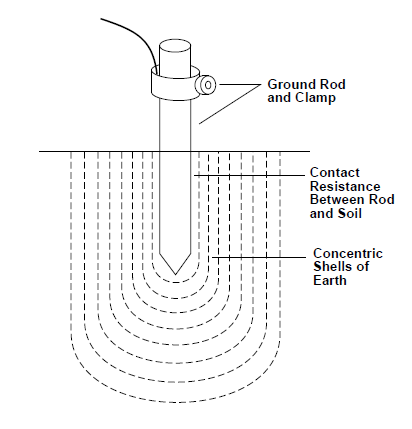 Ground Rod
and Clamp
Contact
Resistance
Between Rod
and Soil
Concentric
Shells of
Earth